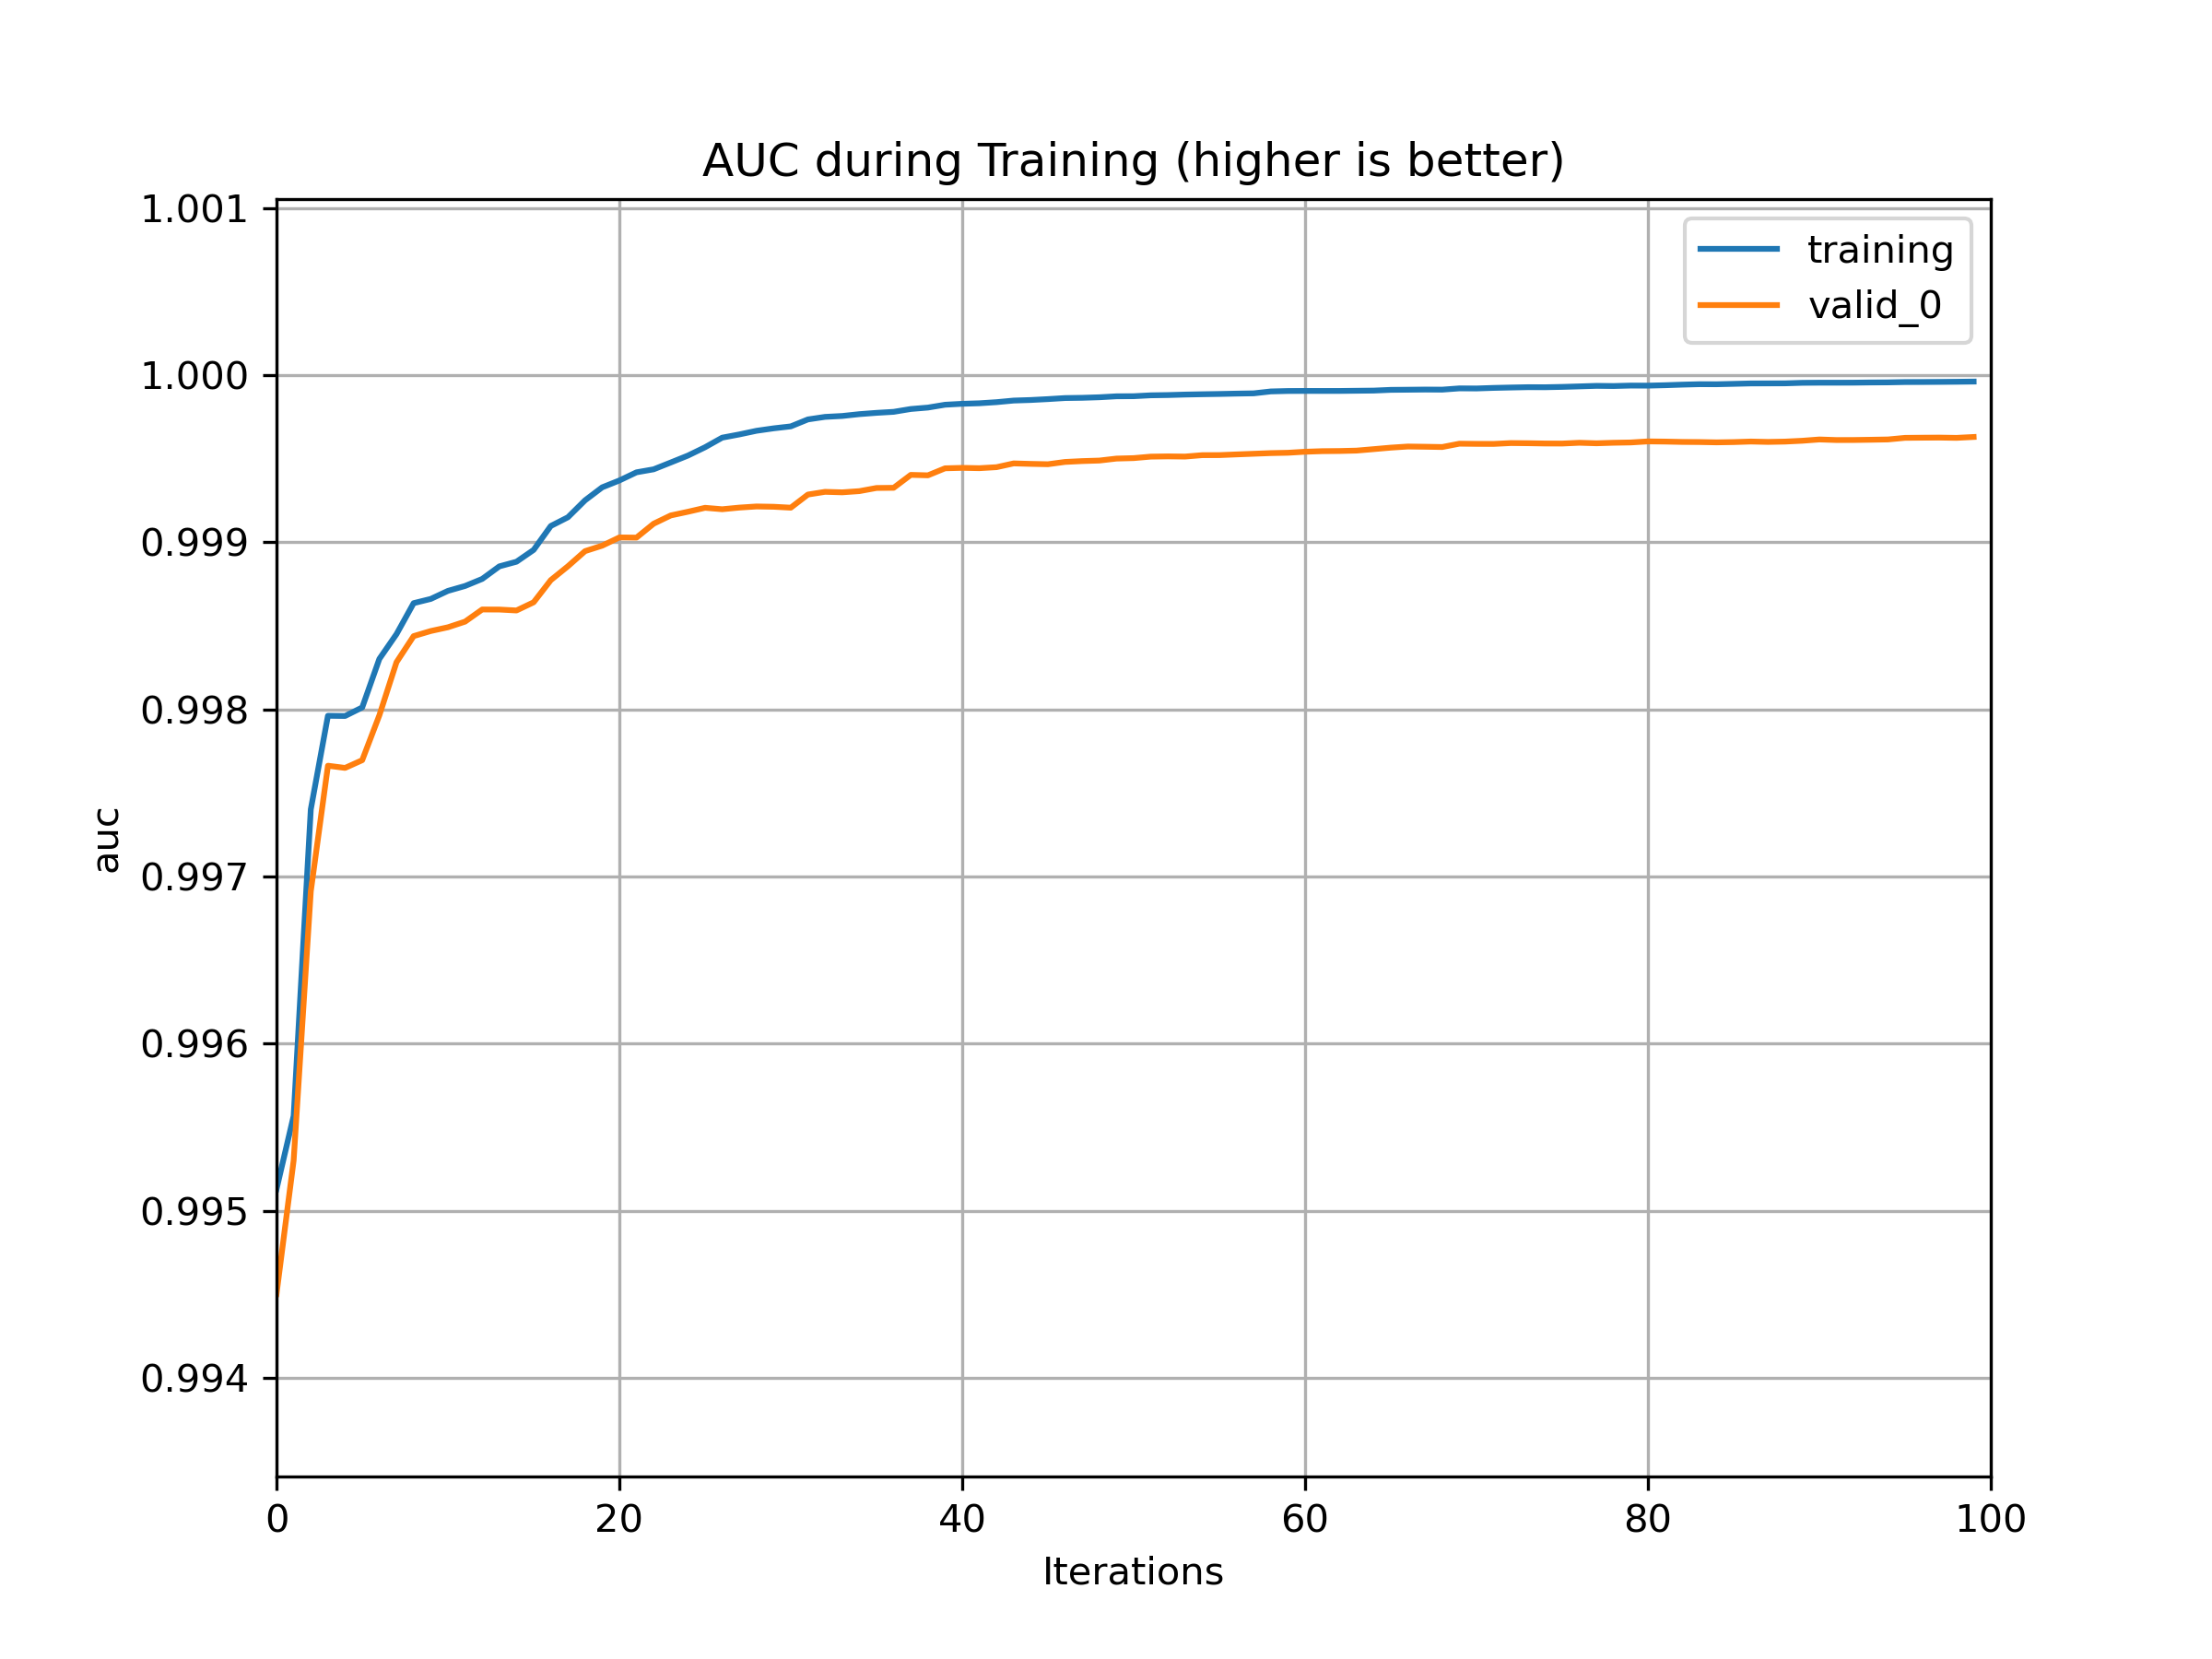 AUC during Training (higher is better)
1.001
1.000
0.999
0.998
0.997
0.996
0.995
0.994
auc
training
valid_0
0 20 40 60 80 100
Iterations